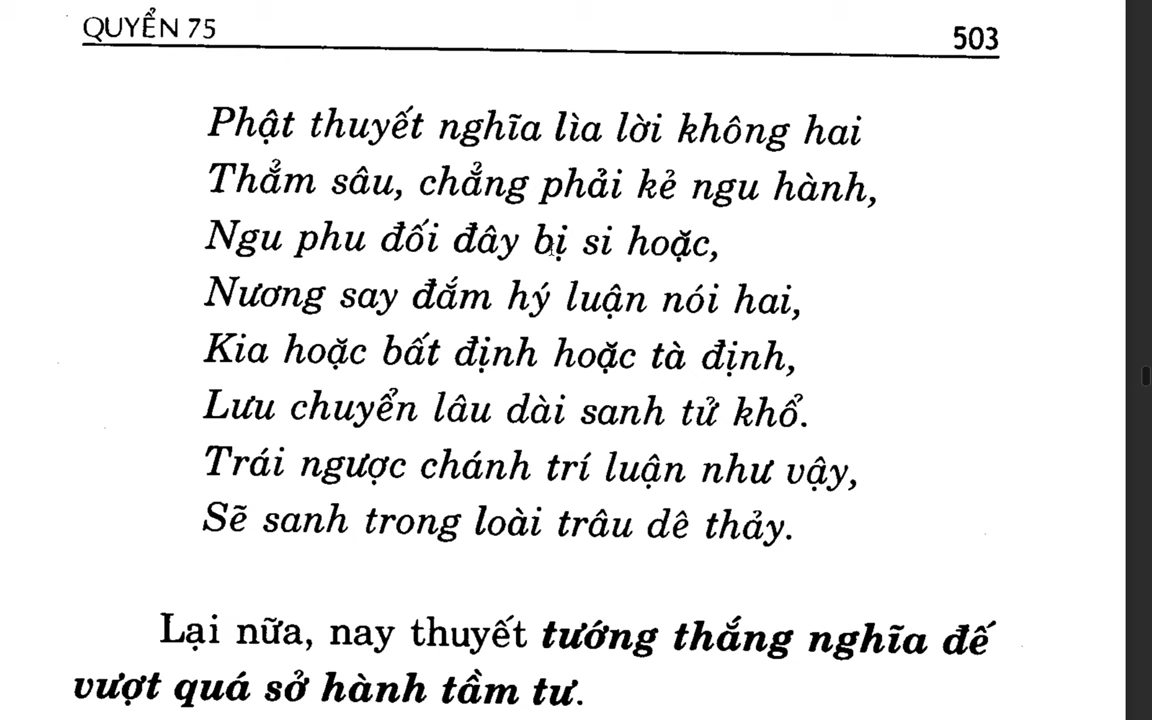 QUYỂN 75
503
Phật thuyết nghĩa lìa lời không hai
Thẳm sâu, chẳng phải kẻ ngu hành,
Ngu phu đối đây bị si hoặc,
Nương say đắm hý luận nói hai,
Kia hoặc bất định hoặc tà định,
Lưu chuyển lâu dài sanh tử khổ.
Trái ngược chánh trí luận như vậy,
Sẽ sanh trong loài trâu dê thảy.
Lại nữa, nay thuyết tướng thắng nghĩa đế
vượt quá sở hành tầm tư.